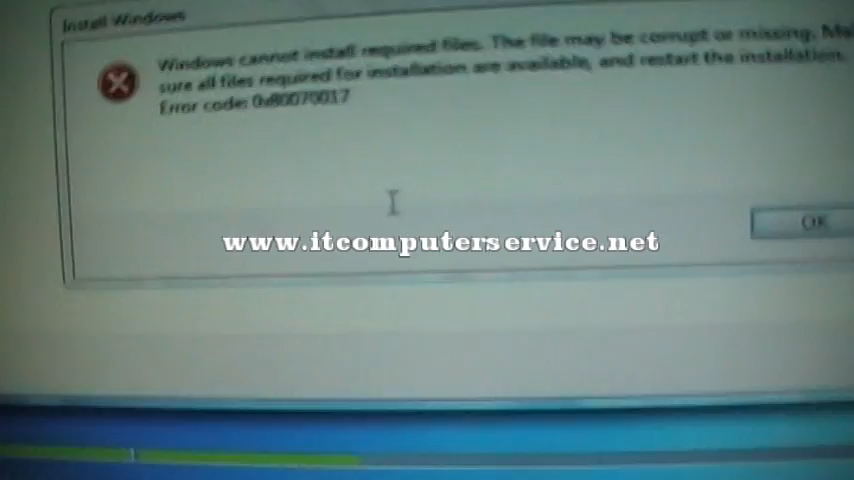 Install Windows
Windows cannot install required files. The file may be corrupt or missing.
sure all files required for installation are available, and restart the installation.
Error code: 0x80070017
OK
www.itcomputerservice.net